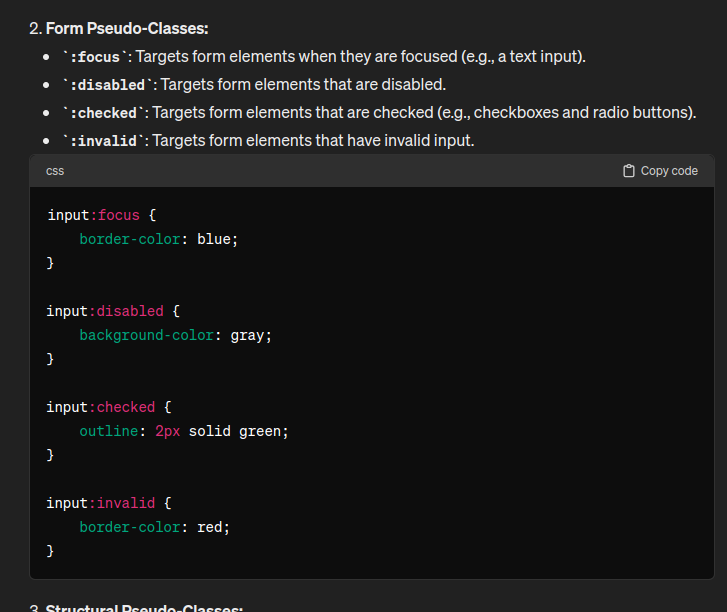 2. Form Pseudo-Classes:
• `:focus`: Targets form elements when they are focused (e.g., a text input).
• `:disabled`: Targets form elements that are disabled.
• `:checked`: Targets form elements that are checked (e.g., checkboxes and radio buttons).
• `:invalid`: Targets form elements that have invalid input.
css Copy code
input:focus {
    border-color: blue;
}
input:disabled {
    background-color: gray;
}
input:checked {
    outline: 2px solid green;
}
input:invalid {
    border-color: red;
}
3. Structural Pseudo-Classes: